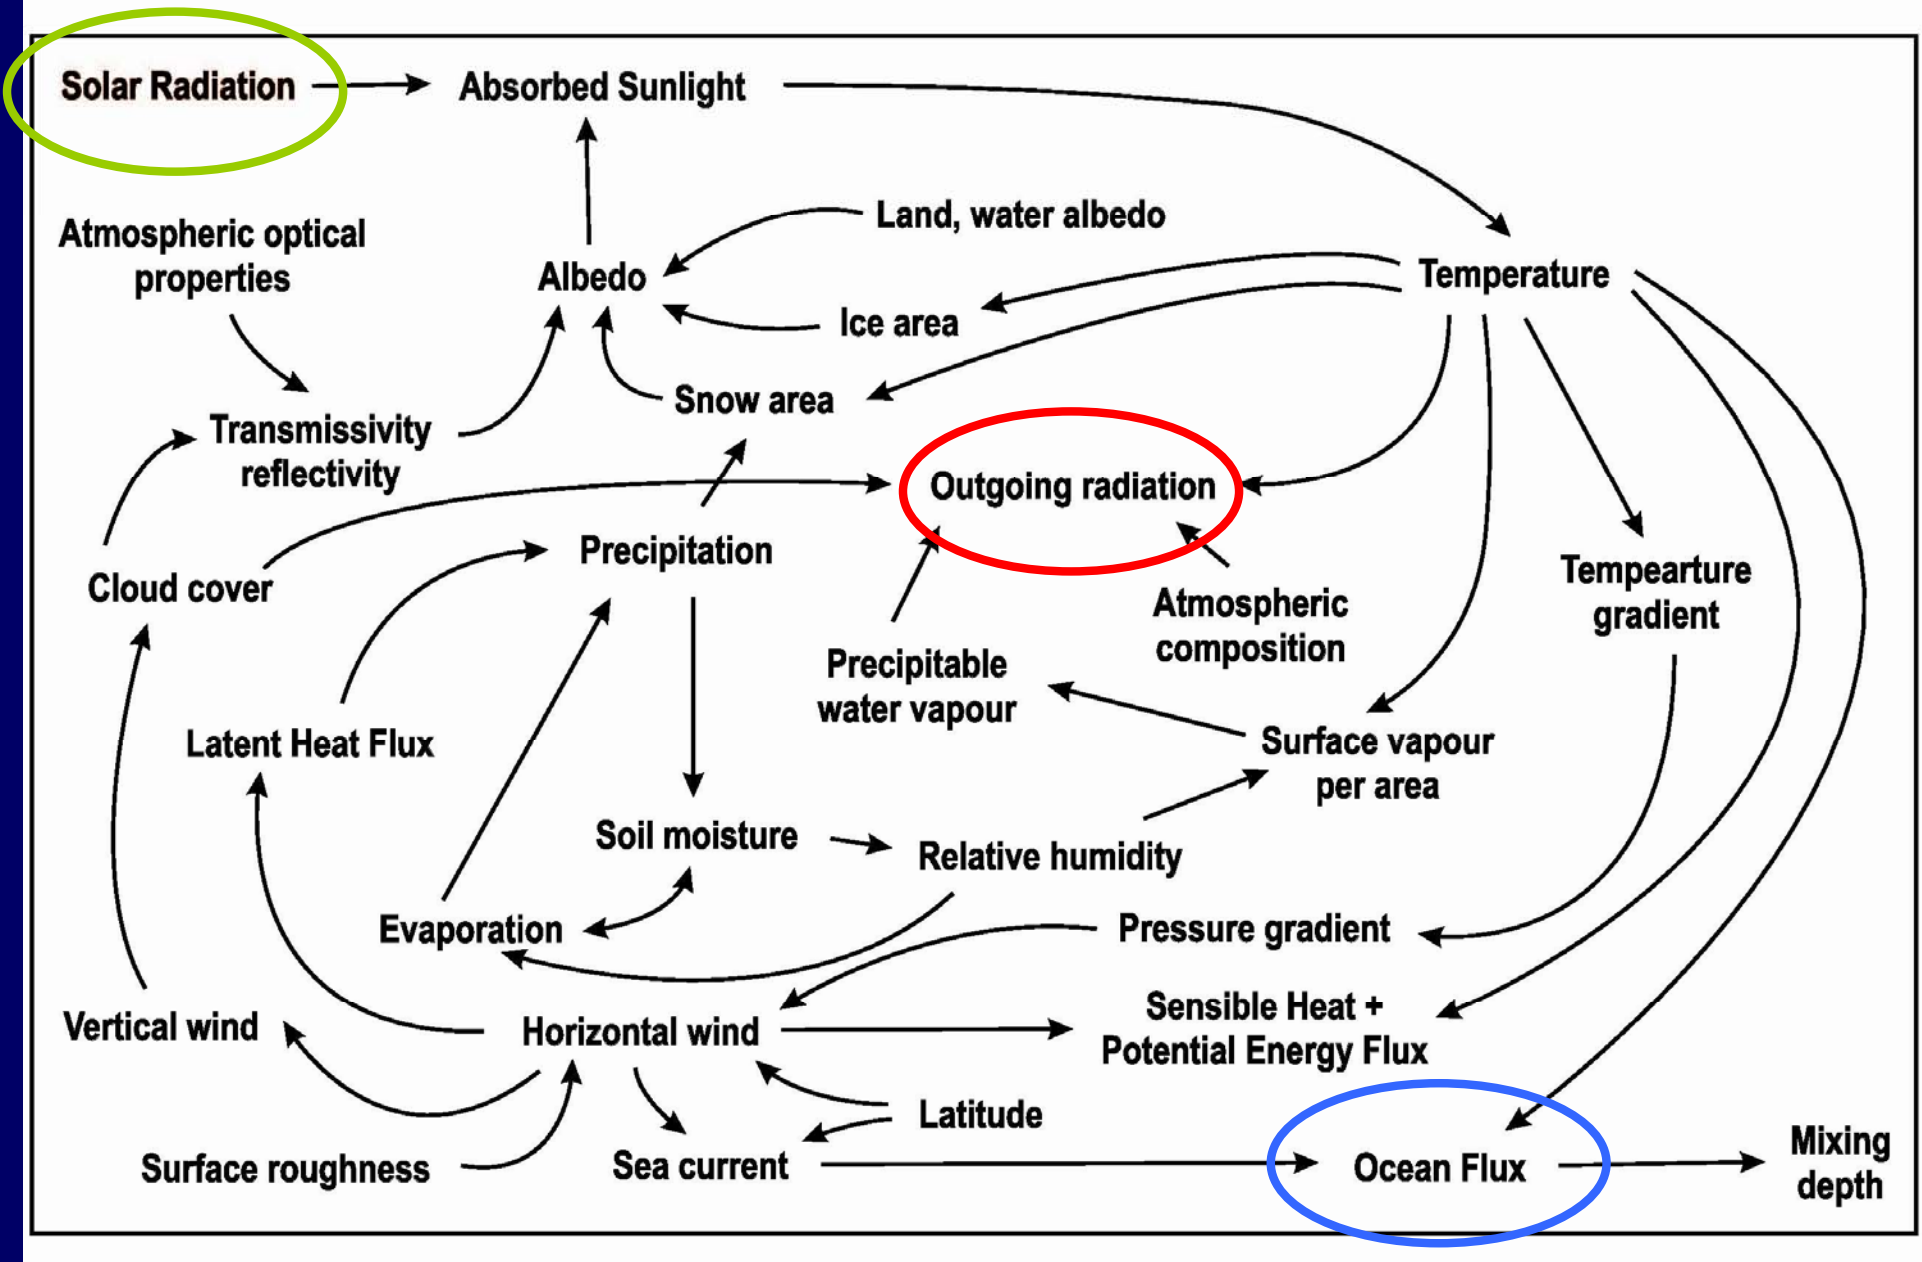 Solar Radiation
Absorbed Sunlight
Land, water albedo
Atmospheric optical
properties
Albedo
Temperature
Ice area
Snow area
Transmissivity
reflectivity
Outgoing radiation
Precipitation
Cloud cover
Tempearture
gradient
Atmospheric
composition
Precipitable
water vapour
Latent Heat Flux
Surface vapour
per area
Soil moisture
Relative humidity
Evaporation
Pressure gradient
Vertical wind
Horizontal wind
Sensible Heat +
Potential Energy Flux
Latitude
Surface roughness
Sea current
Ocean Flux
Mixing
depth